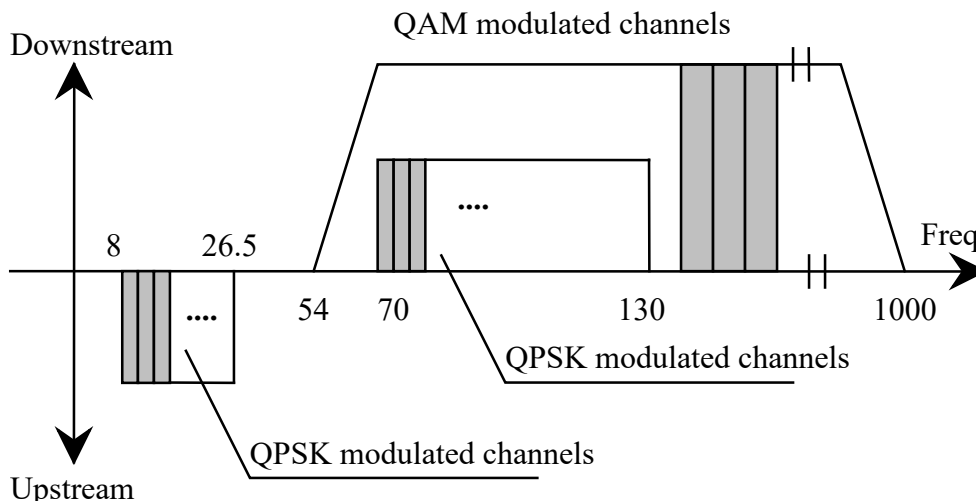 QAM modulated channels
Downstream
....
8
26.5
Freq
54
70
130
1000
....
QPSK modulated channels
QPSK modulated channels
Upstream